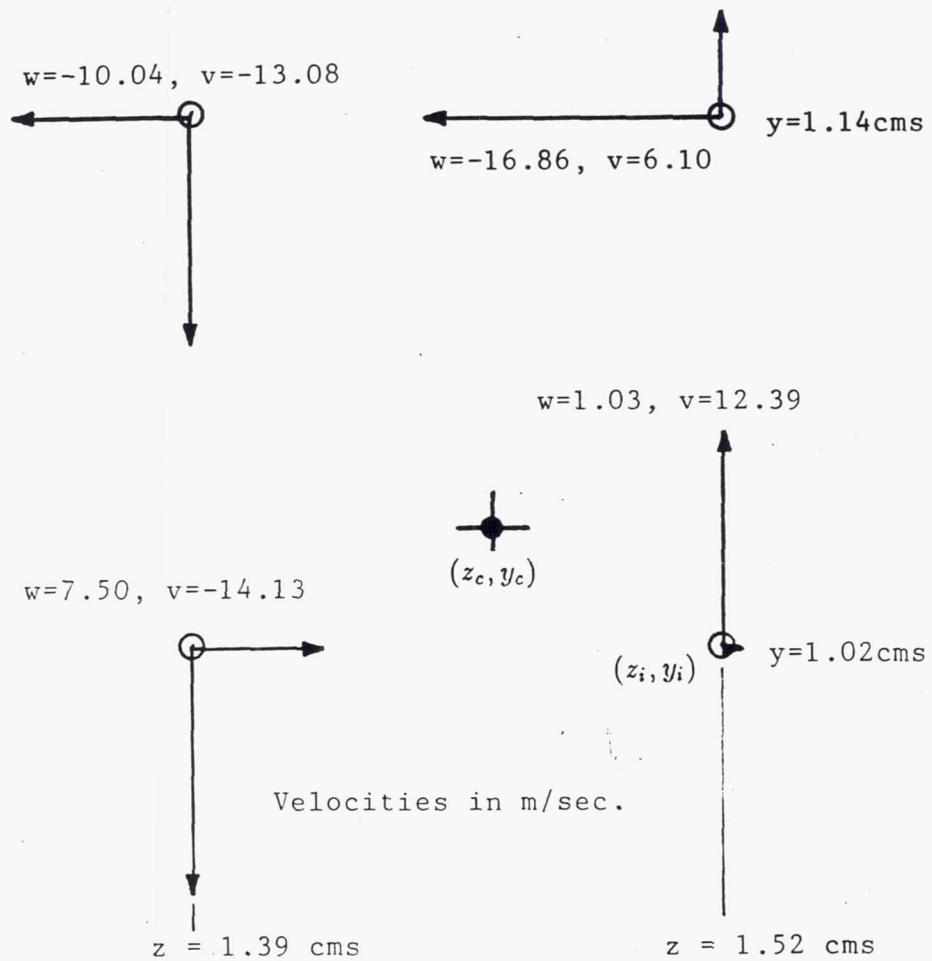 w=-10.04, v=-13.08
y=1.14cms
w=-16.86, v=6.10
w=1.03, v=12.39
(z_c, y_c)
w=7.50, v=-14.13
(z_i, y_i)
y=1.02cms
Velocities in m/sec.
z = 1.39 cms
z = 1.52 cms